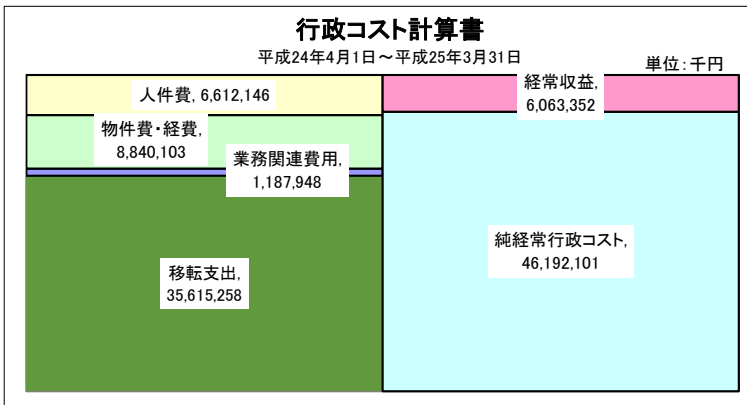 行政コスト計算書
平成24年4月1日～平成25年3月31日
単位：千円
人件費, 6,612,146
物件費・経費,
8,840,103
業務関連費用,
1,187,948
移転支出,
35,615,258
経常収益,
6,063,352
純経常行政コスト,
46,192,101